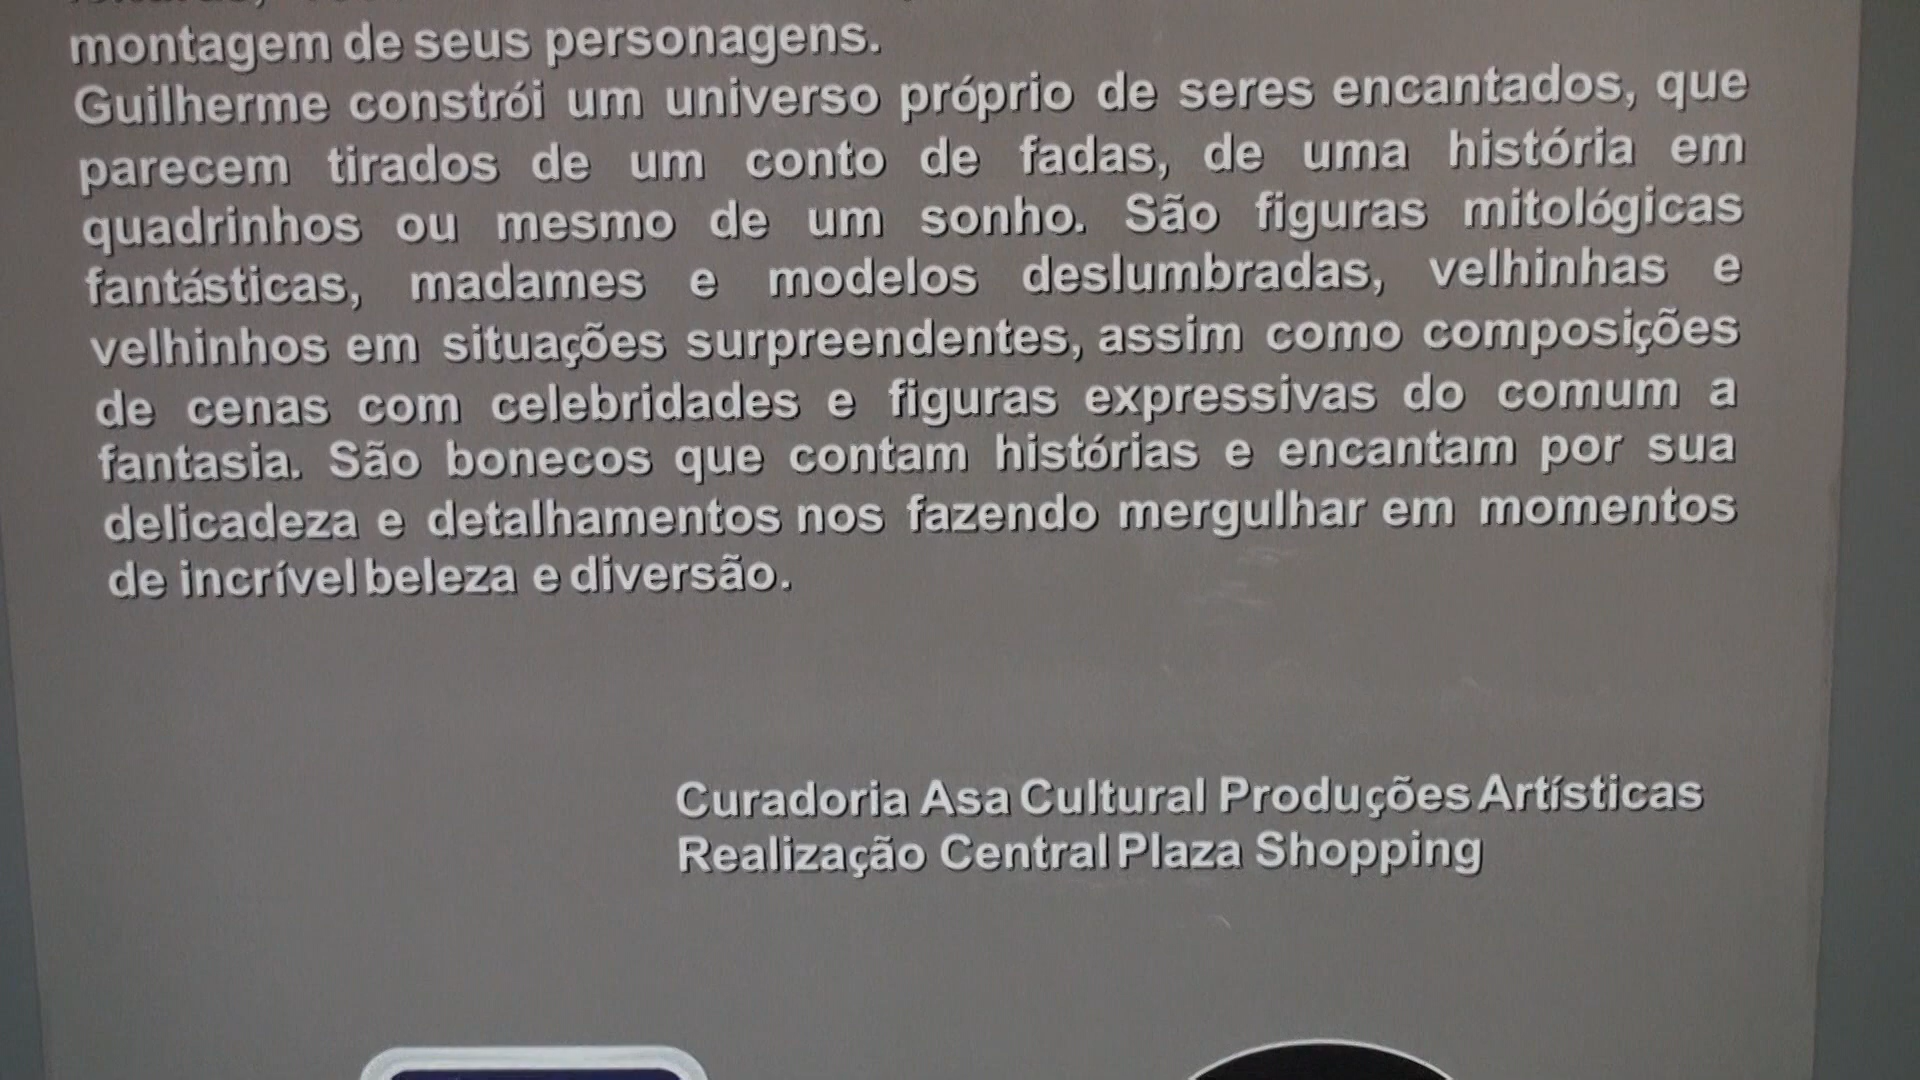 montagem de seus personagens.
Guilherme constrói um universo próprio de seres encantados, que
parecem tirados de um conto de fadas, de uma história em
quadrinhos ou mesmo de um sonho. São figuras mitológicas
fantásticas, madames e modelos deslumbradas, velhinhas e
velhinhos em situações surpreendentes, assim como composições
de cenas com celebridades e figuras expressivas do comum a
fantasia. São bonecos que contam histórias e encantam por sua
delicadeza e detalhamentos nos fazendo mergulhar em momentos
de incrível beleza e diversão.
Curadoria Asa Cultural Produções Artísticas
Realização Central Plaza Shopping